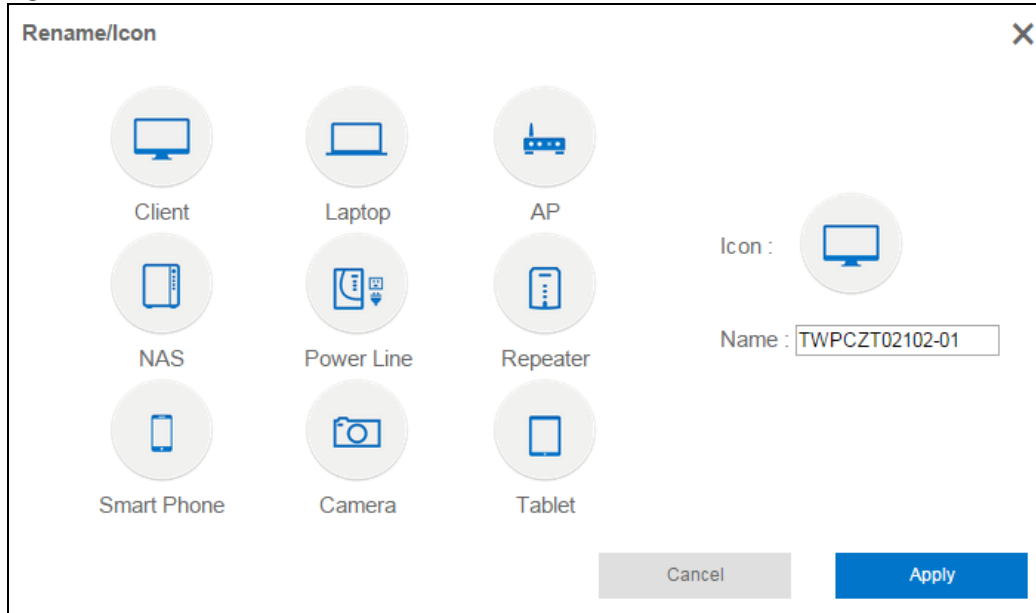 Rename/Icon
Client Laptop AP
Icon :
NAS Power Line Repeater
Name : TWPCZT02102-01
Smart Phone Camera Tablet
Cancel Apply